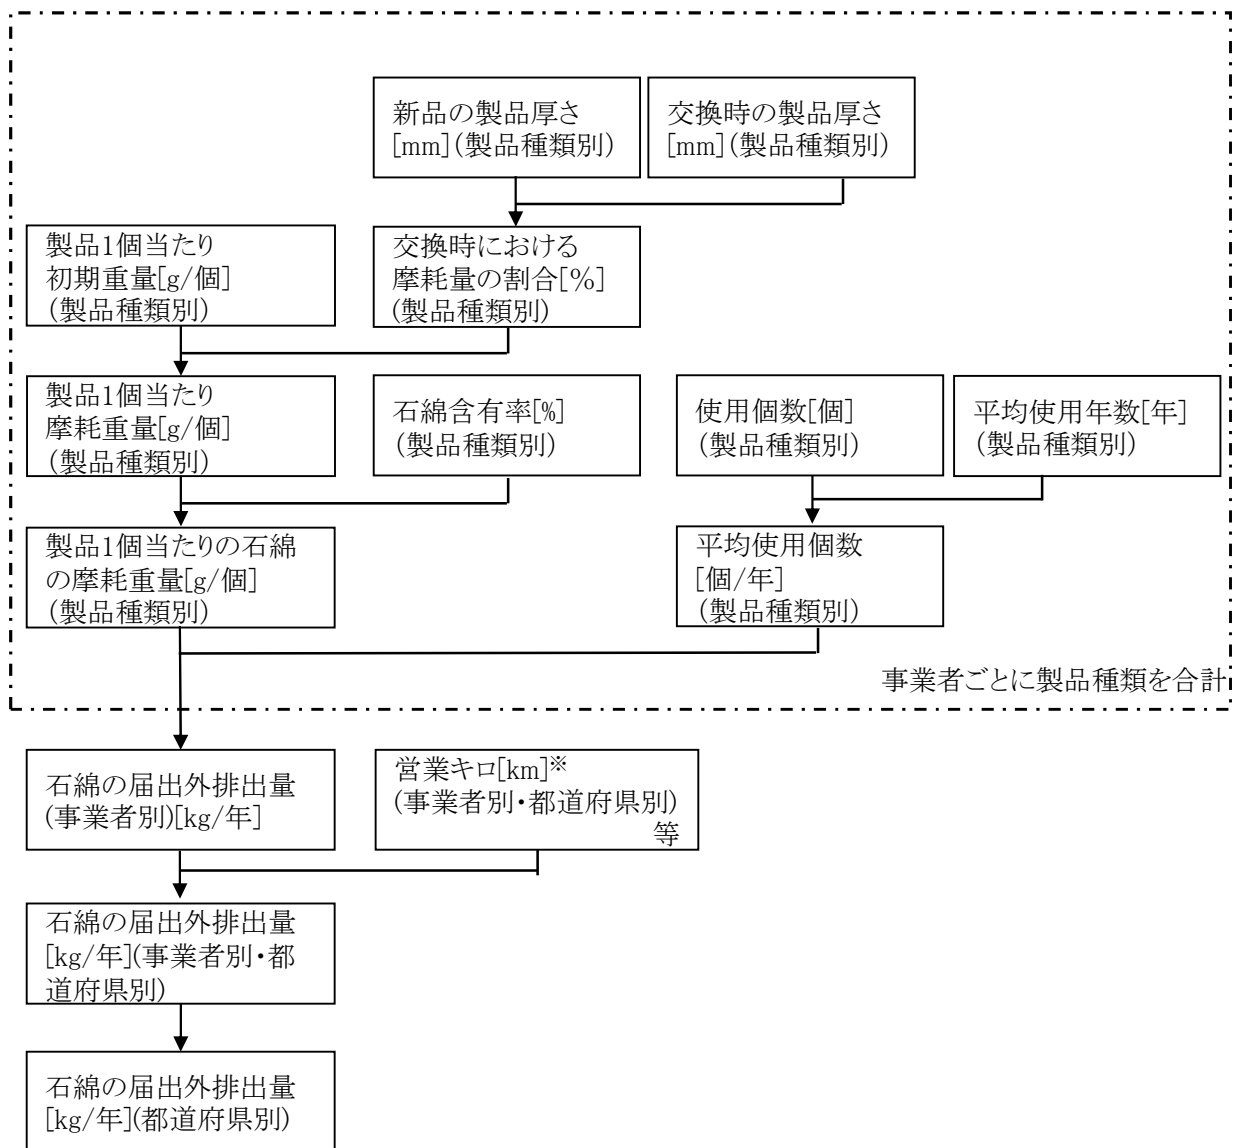 新品の製品厚さ
[mm](製品種類別)
交換時の製品厚さ
[mm](製品種類別)
製品1個当たり
初期重量[g/個]
(製品種類別)
交換時における
摩耗量の割合[%]
(製品種類別)
製品1個当たり
摩耗重量[g/個]
(製品種類別)
石綿含有率[%]
(製品種類別)
使用個数[個]
(製品種類別)
平均使用年数[年]
(製品種類別)
製品1個当たりの石綿
の摩耗重量[g/個]
(製品種類別)
平均使用個数
[個/年]
(製品種類別)
事業者ごとに製品種類を合計
石綿の届出外排出量
(事業者別)[kg/年]
営業キロ[km]※
(事業者別・都道府県別)
等
石綿の届出外排出量
[kg/年](事業者別・都
道府県別)
石綿の届出外排出量
[kg/年](都道府県別)